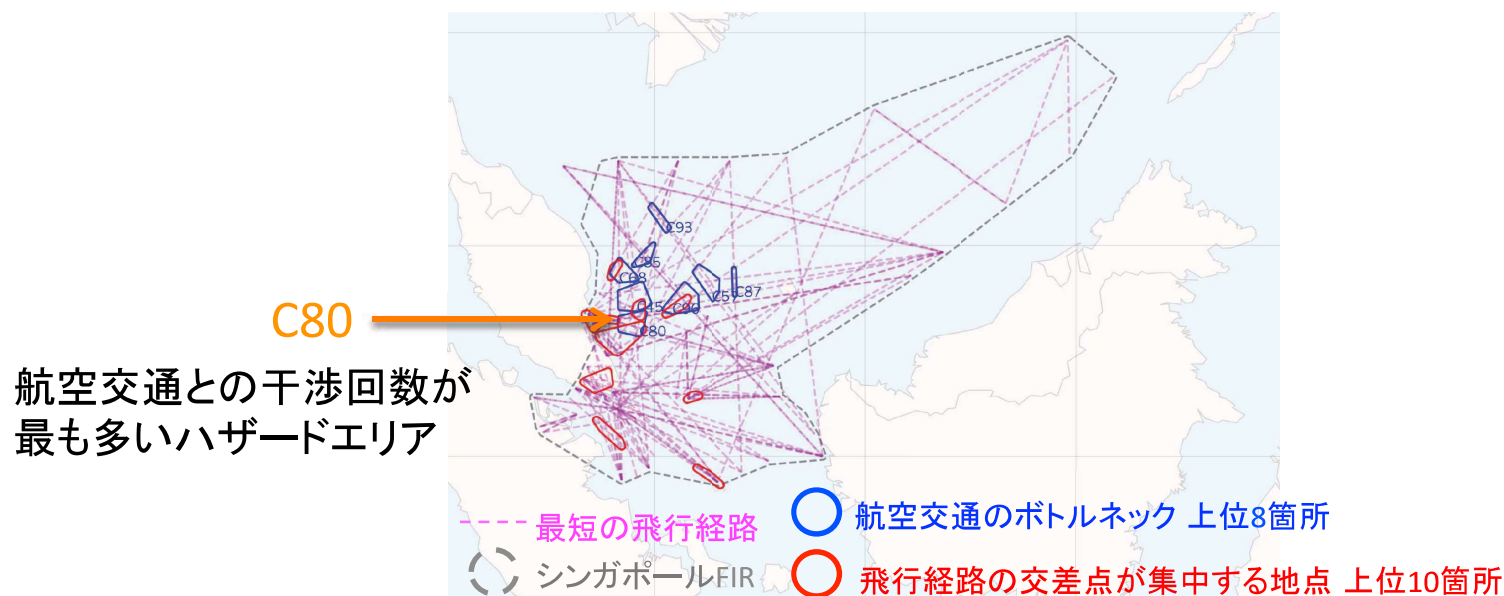 C93
C95
C68
C5
C87
C45
C90
C80
C80
航空交通との干渉回数が
最も多いハザードエリア
最短の飛行経路
航空交通のボトルネック 上位8箇所
シンガポールFIR
飛行経路の交差点が集中する地点 上位10箇所